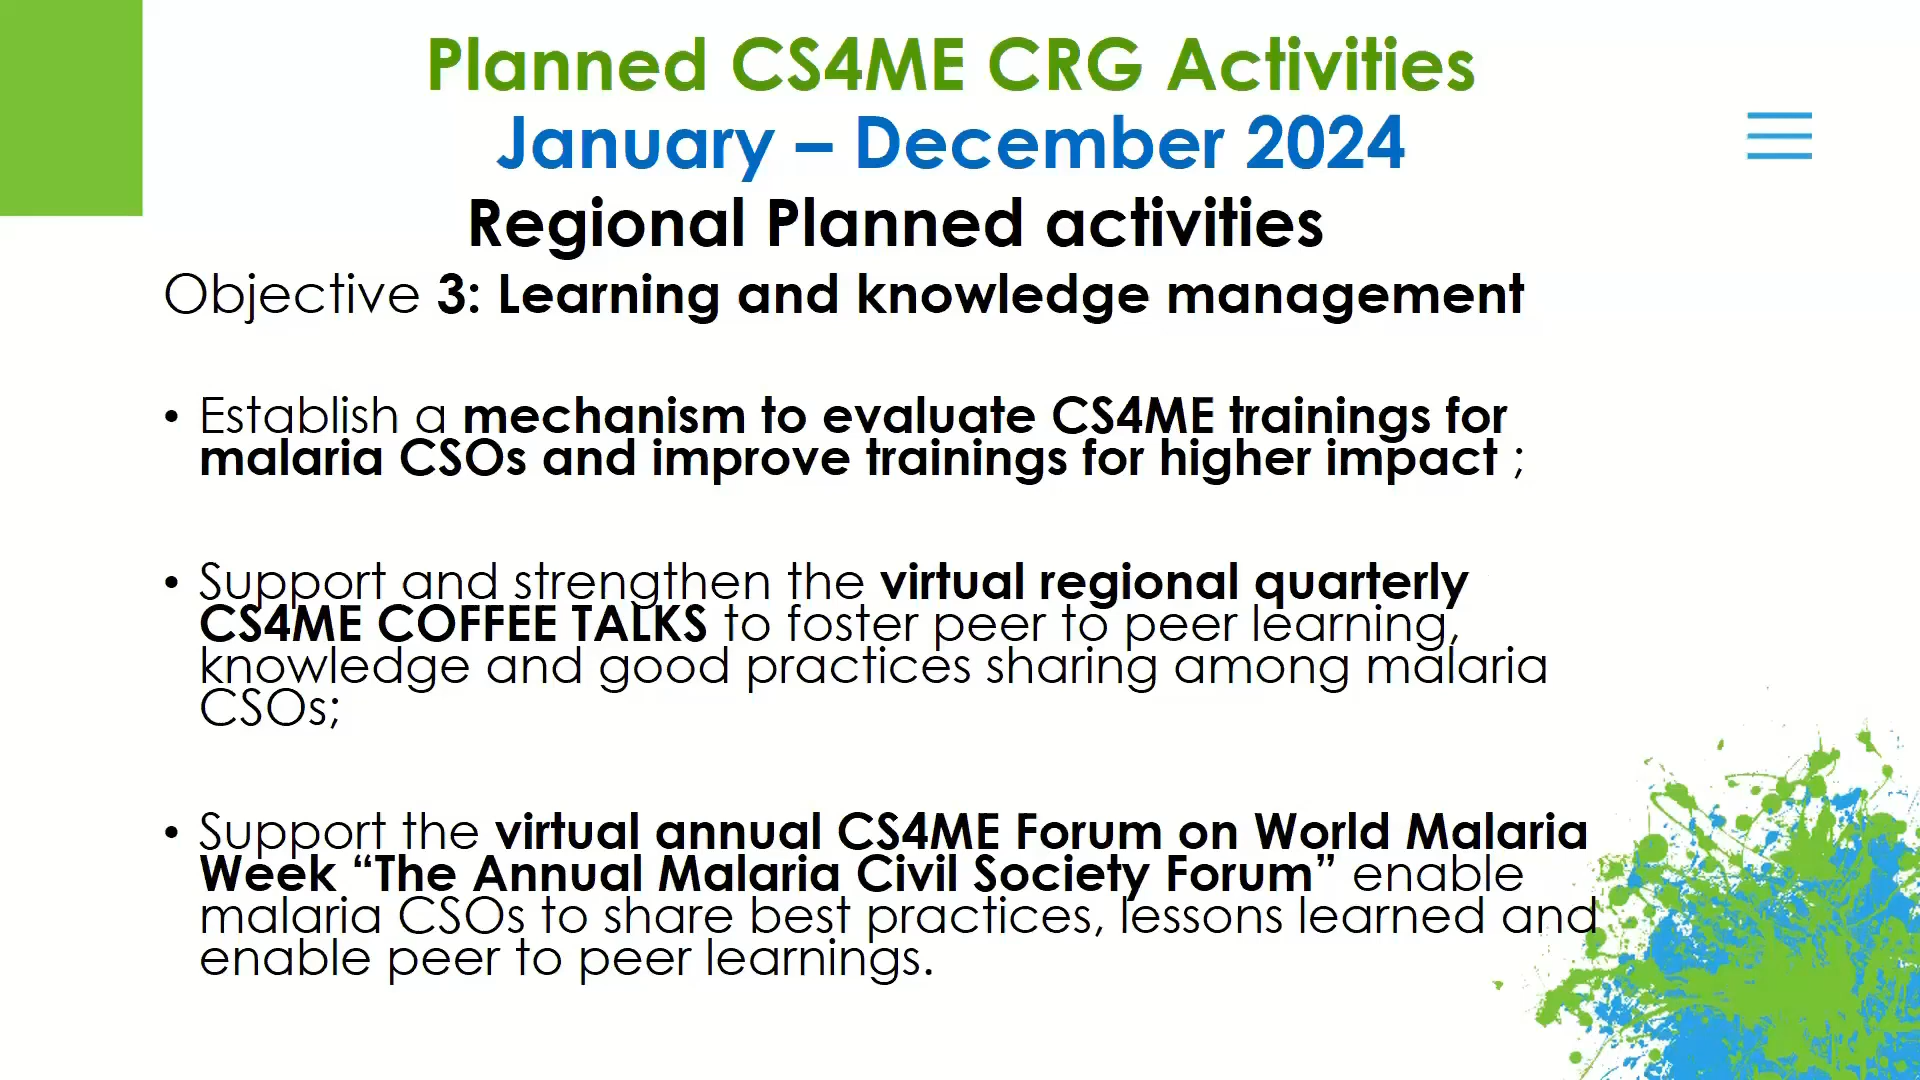 Planned CS4ME CRG Activities
January – December 2024
Regional Planned activities
Objective 3: Learning and knowledge management
• Establish a mechanism to evaluate CS4ME trainings for
malaria CSOs and improve trainings for higher impact ;
• Support and strengthen the virtual regional quarterly
CS4ME COFFEE TALKS to foster peer to peer learning,
knowledge and good practices sharing among malaria
CSOs;
• Support the virtual annual CS4ME Forum on World Malaria
Week “The Annual Malaria Civil Society Forum” enable
malaria CSOs to share best practices, lessons learned and
enable peer to peer learnings.